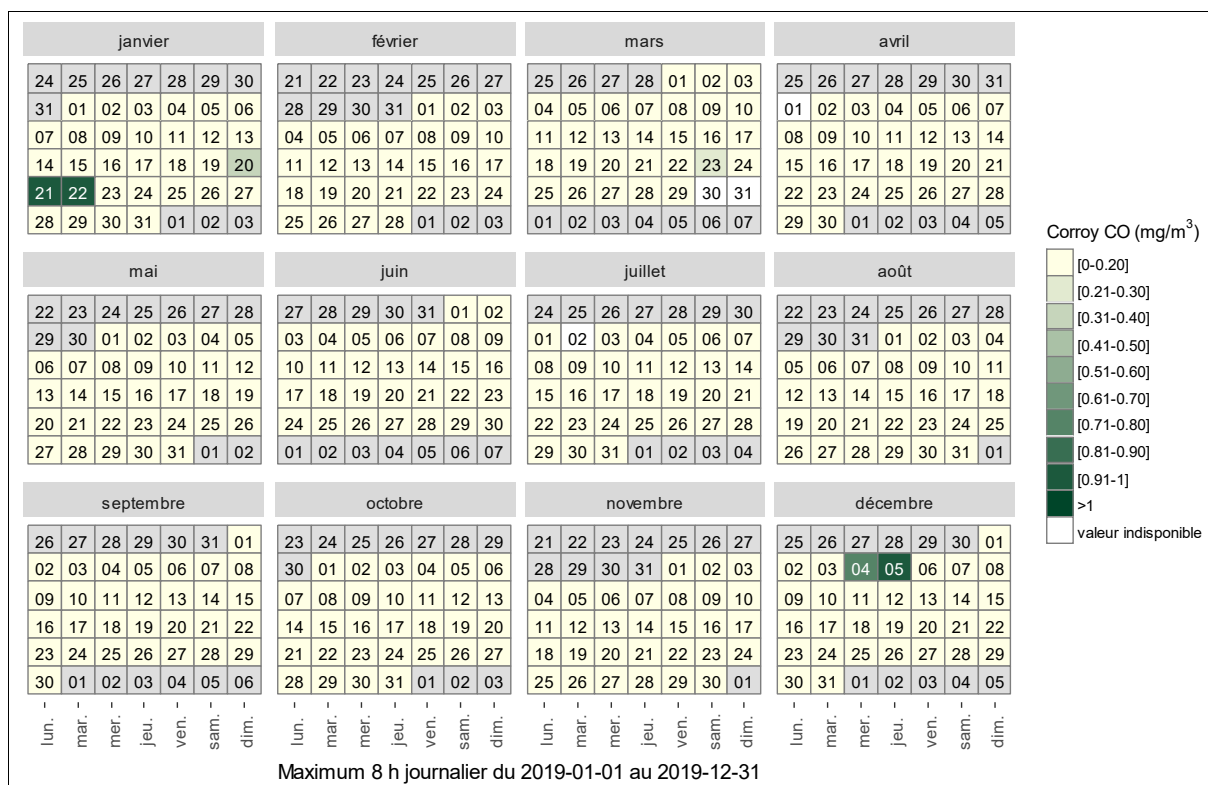 janvier février mars avril
24 25 26 27 28 29 30 21 22 23 24 25 26 27 25 26 27 28 01 02 03 25 26 27 28 29 30 31
31 01 02 03 04 05 06 28 29 30 31 01 02 03 04 05 06 07 08 09 10 01 02 03 04 05 06 07
07 08 09 10 11 12 13 04 05 06 07 08 09 10 11 12 13 14 15 16 17 08 09 10 11 12 13 14
14 15 16 17 18 19 20 11 12 13 14 15 16 17 18 19 20 21 22 23 24 15 16 17 18 19 20 21
21 22 23 24 25 26 27 18 19 20 21 22 23 24 25 26 27 28 29 30 31 22 23 24 25 26 27 28
28 29 30 31 01 02 03 25 26 27 28 01 02 03 01 02 03 04 05 06 07 29 30 01 02 03 04 05
mai juin juillet août
22 23 24 25 26 27 28 27 28 29 30 31 01 02 24 25 26 27 28 29 30 22 23 24 25 26 27 28
29 30 01 02 03 04 05 03 04 05 06 07 08 09 01 02 03 04 05 06 07 29 30 31 01 02 03 04
06 07 08 09 10 11 12 10 11 12 13 14 15 16 08 09 10 11 12 13 14 05 06 07 08 09 10 11
13 14 15 16 17 18 19 17 18 19 20 21 22 23 15 16 17 18 19 20 21 12 13 14 15 16 17 18
20 21 22 23 24 25 26 24 25 26 27 28 29 30 22 23 24 25 26 27 28 19 20 21 22 23 24 25
27 28 29 30 31 01 02 01 02 03 04 05 06 07 29 30 31 01 02 03 04 26 27 28 29 30 31 01
septembre octobre novembre décembre
26 27 28 29 30 31 01 23 24 25 26 27 28 29 21 22 23 24 25 26 27 25 26 27 28 29 30 01
02 03 04 05 06 07 08 30 01 02 03 04 05 06 28 29 30 31 01 02 03 02 03 04 05 06 07 08
09 10 11 12 13 14 15 07 08 09 10 11 12 13 04 05 06 07 08 09 10 09 10 11 12 13 14 15
16 17 18 19 20 21 22 14 15 16 17 18 19 20 11 12 13 14 15 16 17 16 17 18 19 20 21 22
23 24 25 26 27 28 29 21 22 23 24 25 26 27 18 19 20 21 22 23 24 23 24 25 26 27 28 29
30 01 02 03 04 05 06 28 29 30 31 01 02 03 25 26 27 28 29 30 01 30 31 01 02 03 04 05
lun. mar. mer. jeu. ven. sam. dim. lun. mar. mer. jeu. ven. sam. dim. lun. mar. mer. jeu. ven. sam. dim. lun. mar. mer. jeu. ven. sam. dim.
Maximum 8 h journalier du 2019-01-01 au 2019-12-31
Corroy CO (mg/m³)
[0-0.20]
[0.21-0.30]
[0.31-0.40]
[0.41-0.50]
[0.51-0.60]
[0.61-0.70]
[0.71-0.80]
[0.81-0.90]
[0.91-1]
>1
valeur indisponible